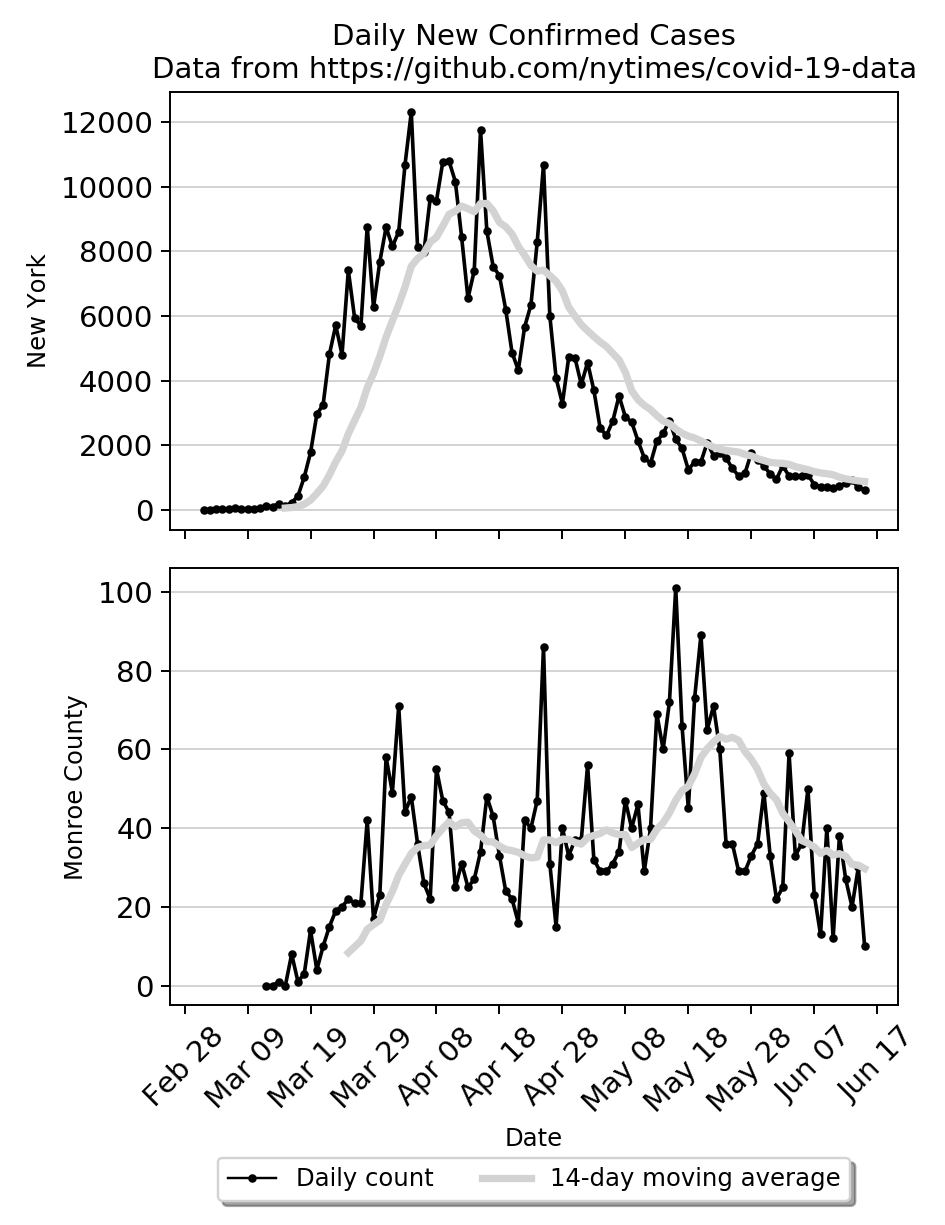 Daily New Confirmed Cases
Data from https://github.com/nytimes/covid-19-data
12000
10000
8000
6000
4000
2000
0
New York
100
80
60
40
20
0
Monroe County
Feb 28
Mar 09
Mar 19
Mar 29
Apr 08
Apr 18
Apr 28
May 08
May 18
May 28
Jun 07
Jun 17
Date
Daily count
14-day moving average